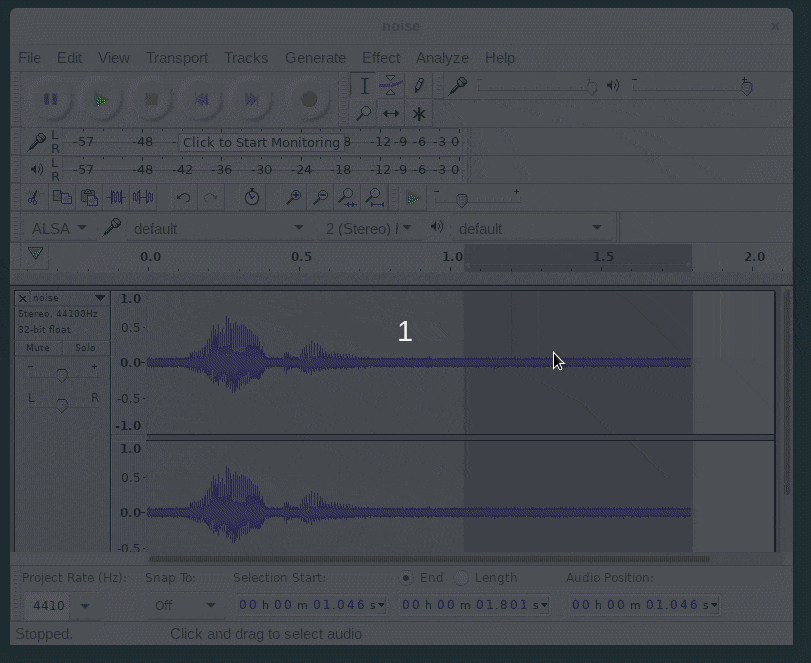 noise
File Edit View Transport Tracks Generate Effect Analyze Help
L
R
-57 -48 - Click to Start Monitoring 8 -12 -9 -6 -3 0
L
R
-57 -48 -42 -36 -30 -24 -18 -12 -9 -6 -3 0
ALSA default 2 (Stereo) default
0.0 0.5 1.0 1.5 2.0
noise
Stereo, 44100Hz
32-bit float
Mute Solo
L R
1.0
0.5
0.0
-0.5
-1.0
1
1.0
0.5
0.0
-0.5
Project Rate (Hz): Snap To: Selection Start: End Length Audio Position:
4410 Off 00 h 00 m 01.046 s 00 h 00 m 01.801 s 00 h 00 m 01.046 s
Stopped. Click and drag to select audio